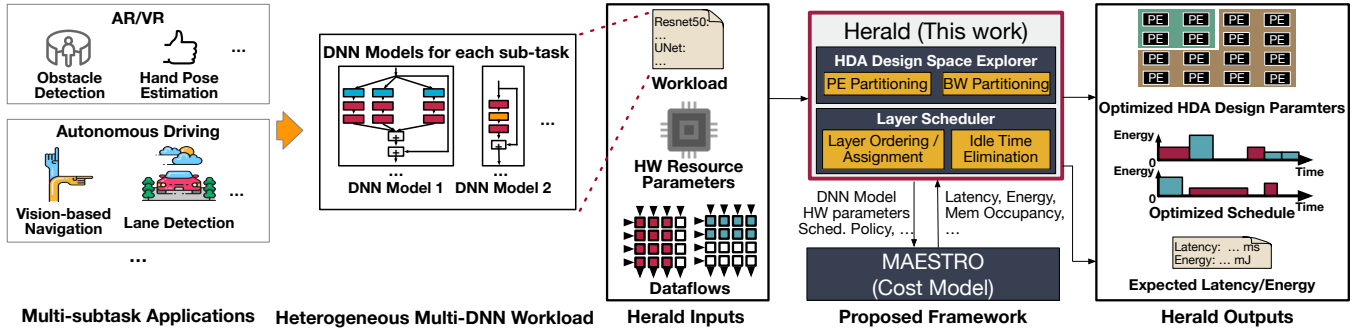 AR/VR
Obstacle
Detection
Hand Pose
Estimation
...
Autonomous Driving
Vision-based
Navigation
Lane Detection
...
...
Multi-subtask Applications
DNN Models for each sub-task
+
+
...
DNN Model 1
+
...
DNN Model 2
...
Heterogeneous Multi-DNN Workload
Resnet50:
...
UNet:
...
Workload
HW Resource
Parameters
Dataflows
Herald Inputs
Herald (This work)
HDA Design Space Explorer
PE Partitioning
BW Partitioning
Layer Scheduler
Layer Ordering /
Assignment
Idle Time
Elimination
DNN Model
HW parameters
Sched. Policy, ...
Latency, Energy,
Mem Occupancy,
...
MAESTRO
(Cost Model)
Proposed Framework
PE PE PE PE
PE PE PE PE
PE PE PE PE
PE PE PE PE
Optimized HDA Design Paramters
Energy
0
Time
Energy
0
Time
Optimized Schedule
Latency: ... ms
Energy: ... mJ
Expected Latency/Energy
Herald Outputs